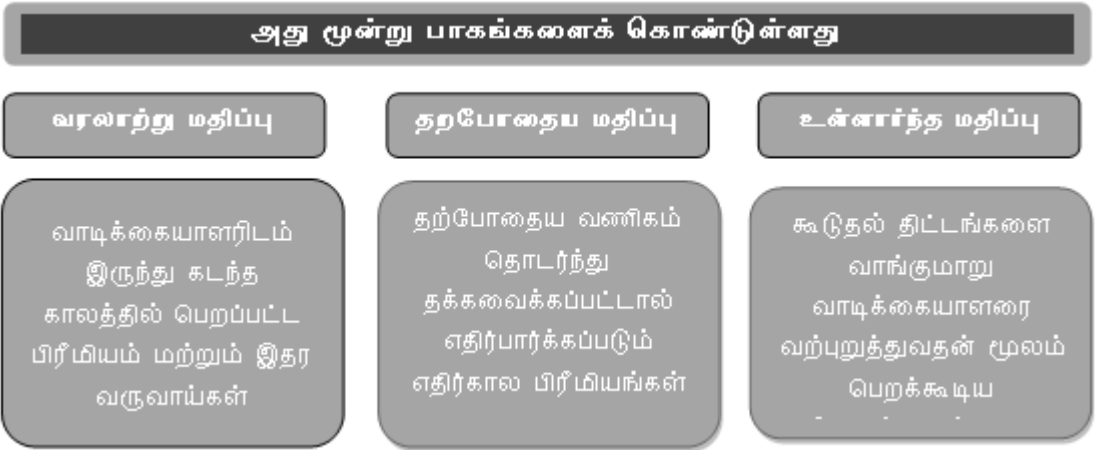 அது மூன்று பாகங்களைக் கொண்டுள்ளது
வரலாற்று மதிப்பு
தறபோதைய மதிப்பு
உள்ளார்ந்த மதிப்பு
வாடிக்கையாளரிடம்
இருந்து கடந்த
காலத்தில் பெறப்பட்ட
பிரீமியம் மற்றும் இதர
வருவாய்கள்
தற்போதைய வணிகம்
தொடர்ந்து
தக்கவைக்கப்பட்டால்
எதிர்பார்க்கப்படும்
எதிர்கால பிரீமியங்கள்
கூடுதல் திட்டங்களை
வாங்குமாறு
வாடிக்கையாளரை
வற்புறுத்துவதன் மூலம்
பெறக்கூடிய